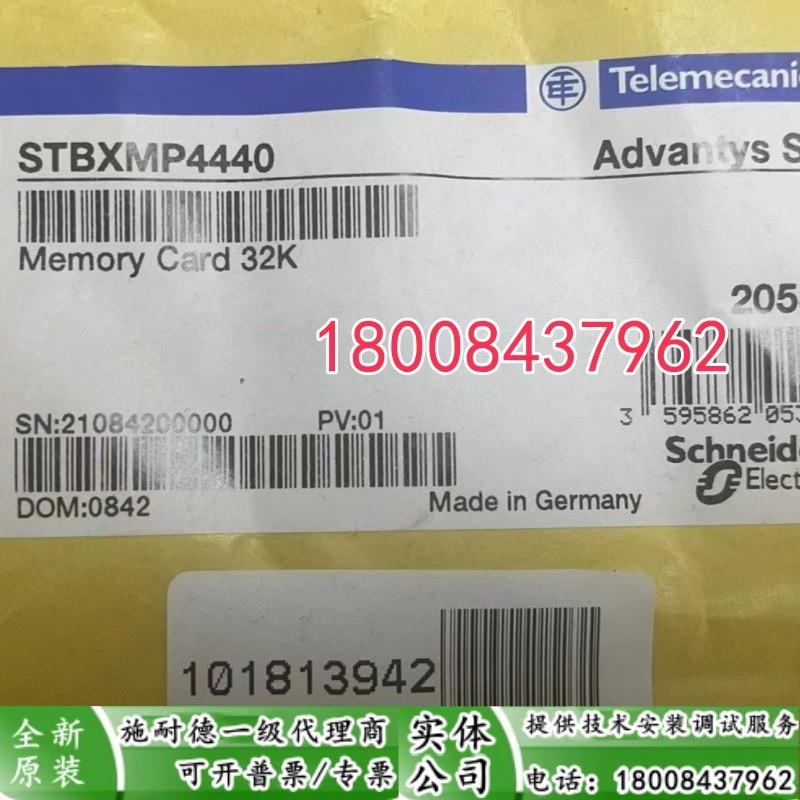 Telemecani
STBXMP4440
Advantys S
Memory Card 32K
205
18008437962
SN:21084200000 PV:01
3 595862 053
Schneid
Elect
DOM:0842
Made in Germany
101813942
全新
原装
施耐德一级代理商
可开普票/专票
实体
公司
提供技术安装调试服务
电话：18008437962